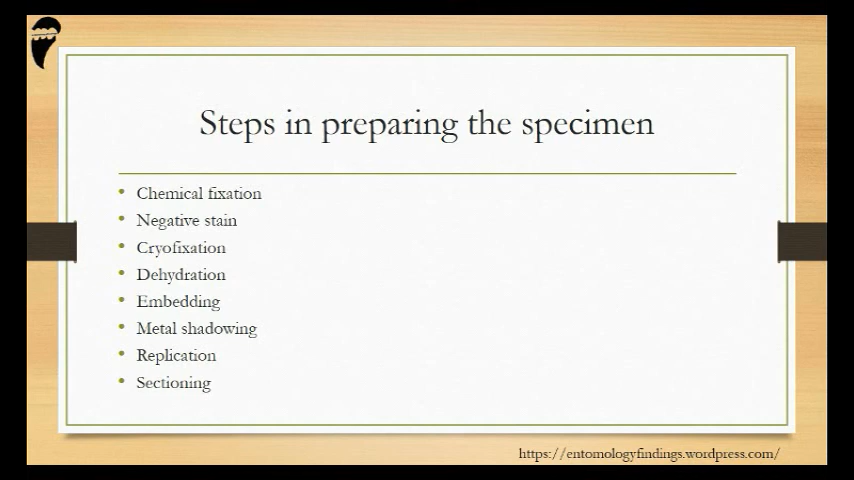 Steps in preparing the specimen
• Chemical fixation
• Negative stain
• Cryofixation
• Dehydration
• Embedding
• Metal shadowing
• Replication
• Sectioning
https://entomologyfindings.wordpress.com/